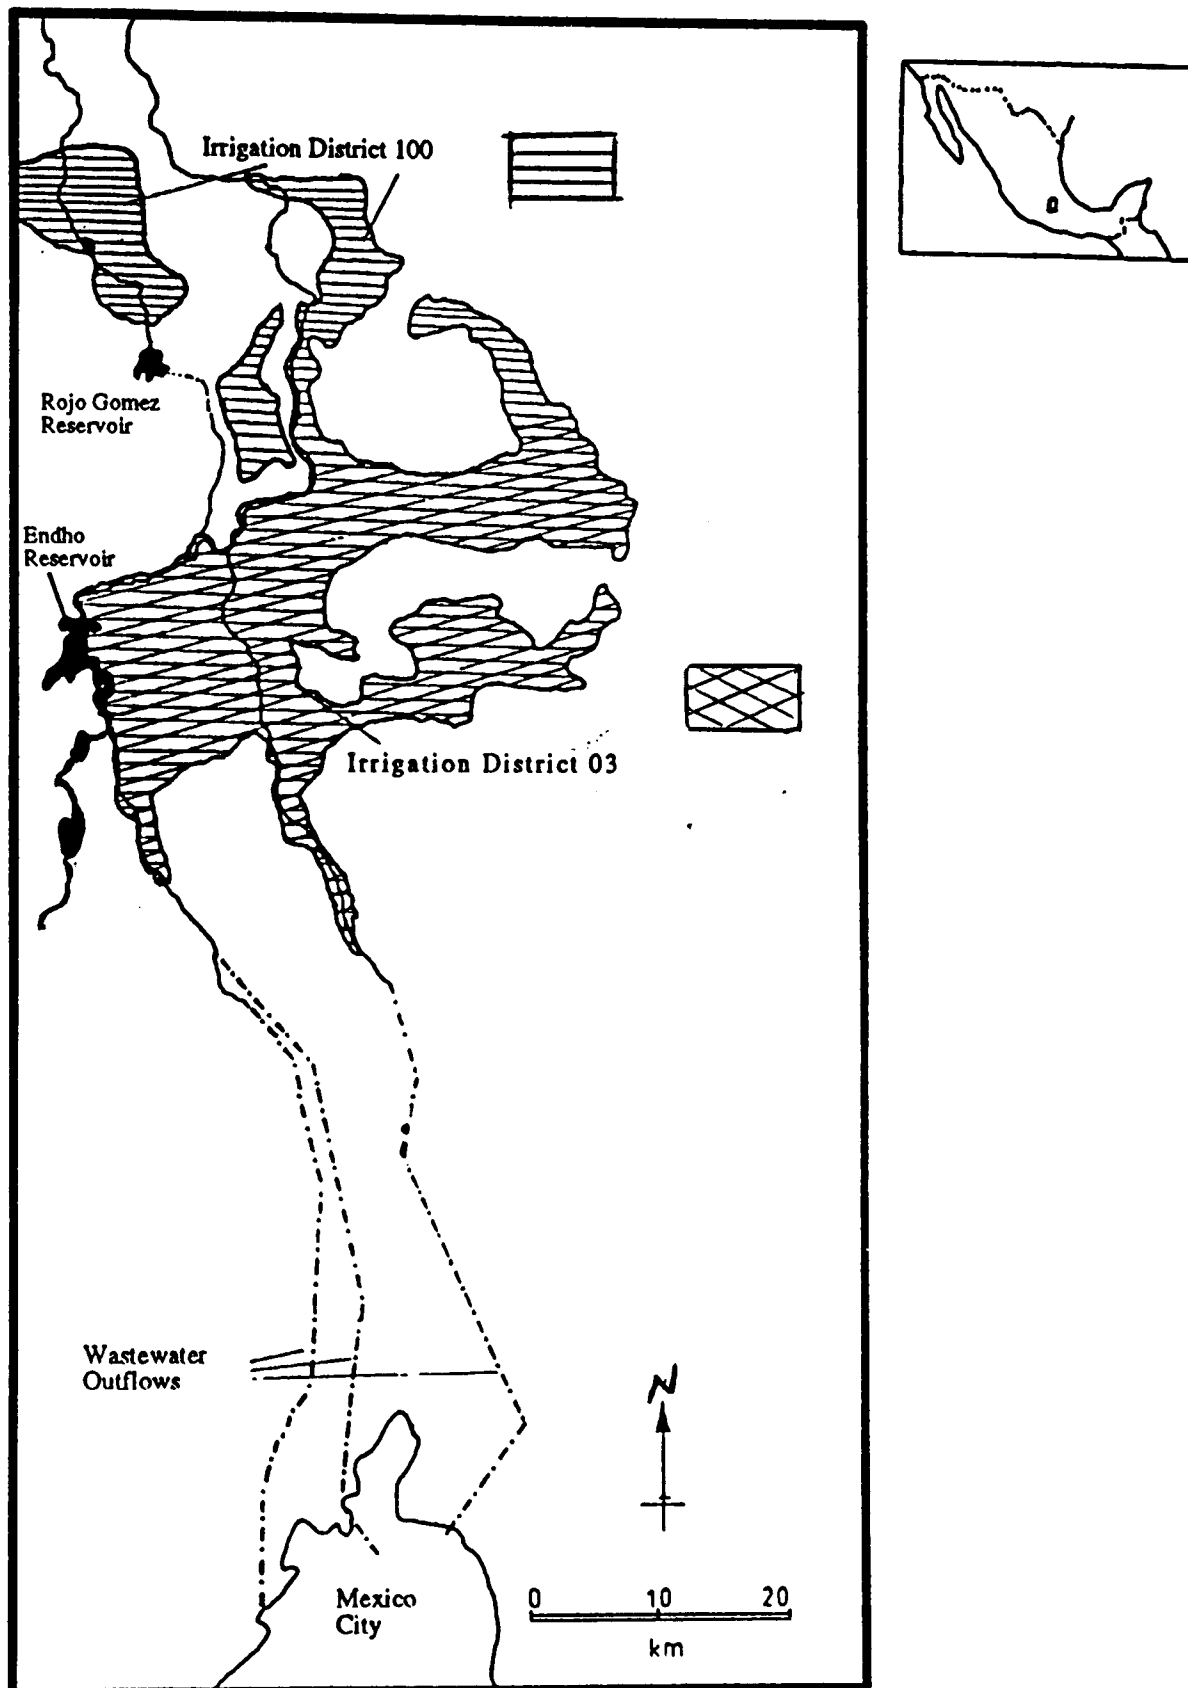 Irrigation District 100
Rojo Gomez
Reservoir
Endho
Reservoir
Irrigation District 03
Wastewater
Outflows
N
Mexico
City
0 10 20
km